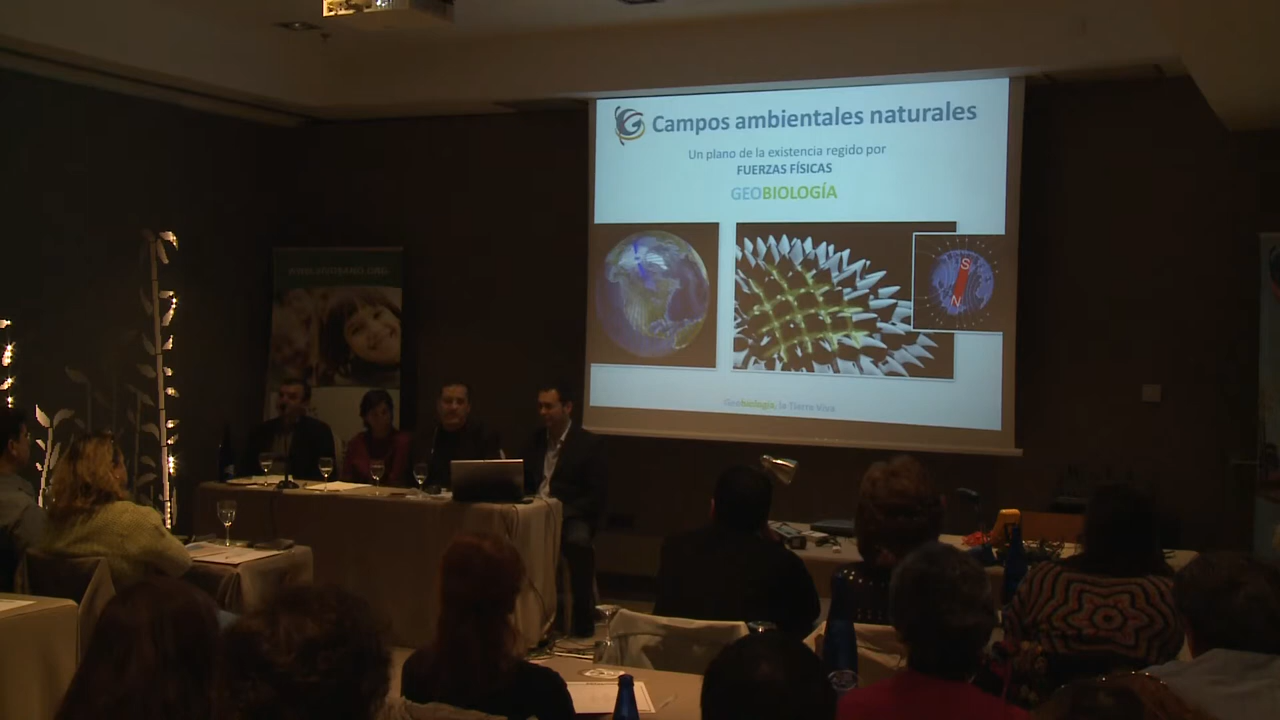 Campos ambientales naturales
Un plano de la existencia regido por
FUERZAS FÍSICAS
GEOBIOLOGÍA
S
N
Geobiología, la Tierra Viva